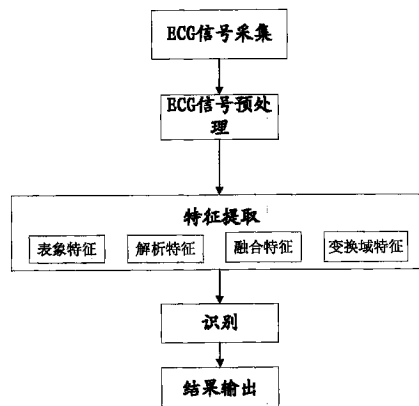 ECG信号采集
ECG信号预处
理
特征提取
表象特征 解析特征 融合特征 变换域特征
识别
结果输出